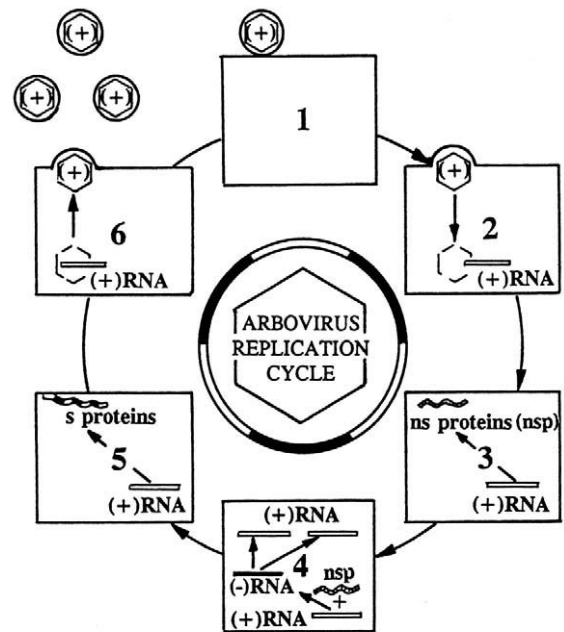 (+)
(+)
(+)
(+)
1
(+)
2
(+)RNA
ns proteins (nsp)
3
(+)RNA
(+)RNA
4
(-)RNA
nsp
+
(+)RNA
s proteins
5
(+)RNA
(+)
6
(+)RNA
ARBOVIRUS
REPLICATION
CYCLE